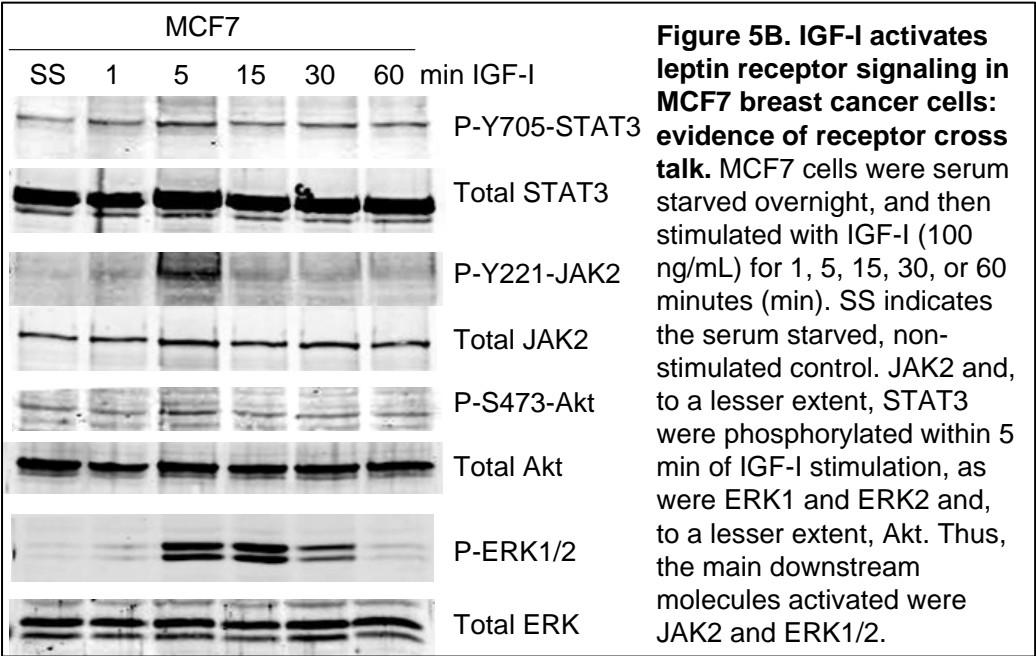 MCF7
SS 1 5 15 30 60 min IGF-I
P-Y705-STAT3
Total STAT3
P-Y221-JAK2
Total JAK2
P-S473-Akt
Total Akt
P-ERK1/2
Total ERK
Figure 5B. IGF-I activates
leptin receptor signaling in
MCF7 breast cancer cells:
evidence of receptor cross
talk. MCF7 cells were serum
starved overnight, and then
stimulated with IGF-I (100
ng/mL) for 1, 5, 15, 30, or 60
minutes (min). SS indicates
the serum starved, non-
stimulated control. JAK2 and,
to a lesser extent, STAT3
were phosphorylated within 5
min of IGF-I stimulation, as
were ERK1 and ERK2 and,
to a lesser extent, Akt. Thus,
the main downstream
molecules activated were
JAK2 and ERK1/2.